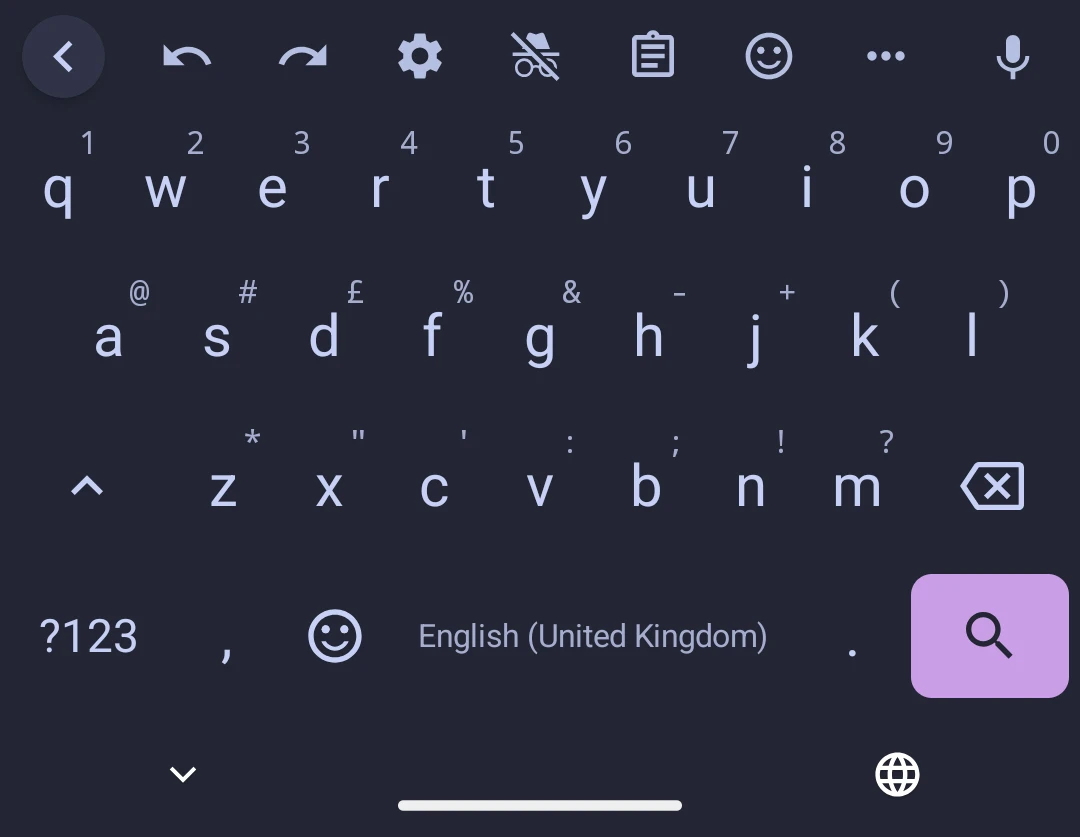 1 2 3 4 5 6 7 8 9 0
q w e r t y u i o p
@ # £ % & - + ( )
a s d f g h j k l
* " ' : ; ! ?
z x c v b n m
?123 , English (United Kingdom) .